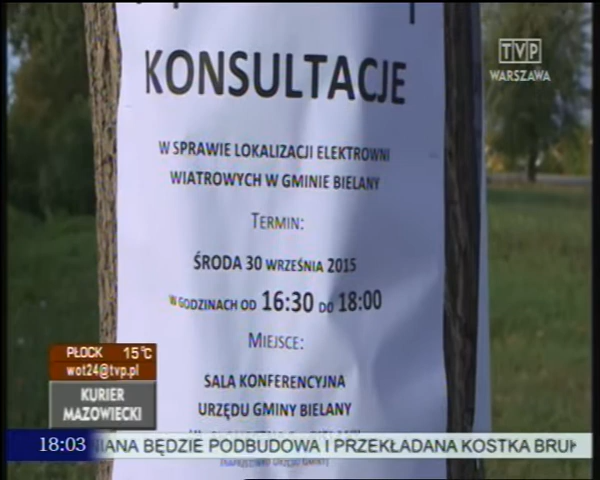 TVP
WARSZAWA
KONSULTACJE
W SPRAWIE LOKALIZACJI ELEKTROWNI
WIATROWYCH W GMINIE BIELANY
TERMIN:
ŚRODA 30 WRZEŚNIA 2015
W GODZINACH OD 16:30 DO 18:00
MIEJSCE:
SALA KONFERENCYJNA
URZĘDU GMINY BIELANY
PŁOCK 15°C
wot24@tvp.pl
KURIER
MAZOWIECKI
18:03 NIANA BĘDZIE PODBUDOWA I PRZEKŁADANA KOSTKA BRUK